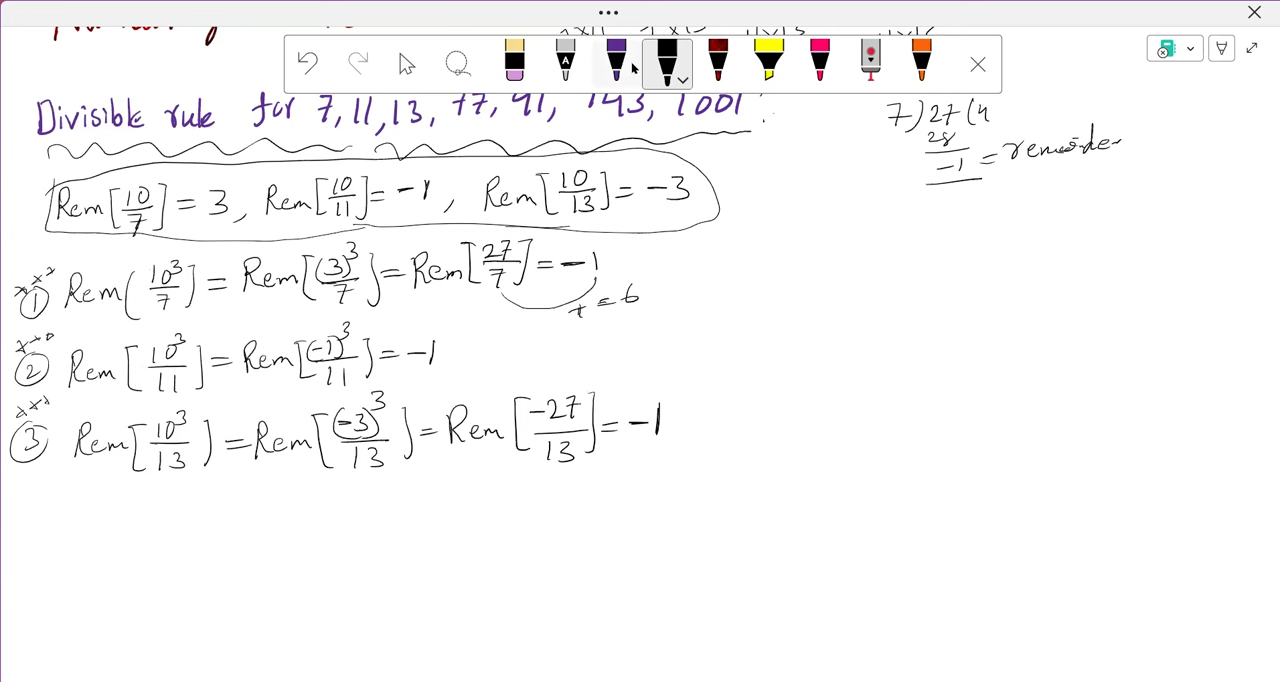 Divisible rule for 7, 11, 13, 77, 91, 143, 1001 :
7) 27 (4
28
-1 = remainder
Rem[10/7] = 3, Rem[10/11] = -1, Rem[10/13] = -3
① Rem(10³/7) = Rem[(3)³/7] = Rem[27/7] = -1
+ = 6
② Rem[10³/11] = Rem[(-1)³/11] = -1
③ Rem[10³/13] = Rem[(-3)³/13] = Rem[-27/13] = -1